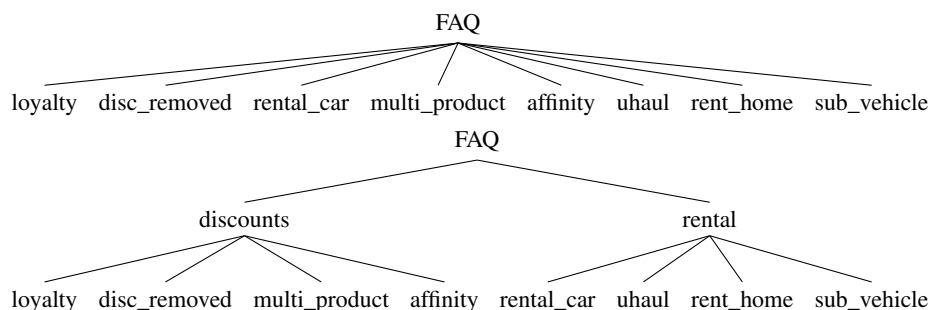 FAQ
loyalty disc_removed rental_car multi_product affinity uhaul rent_home sub_vehicle
FAQ
discounts rental
loyalty disc_removed multi_product affinity rental_car uhaul rent_home sub_vehicle